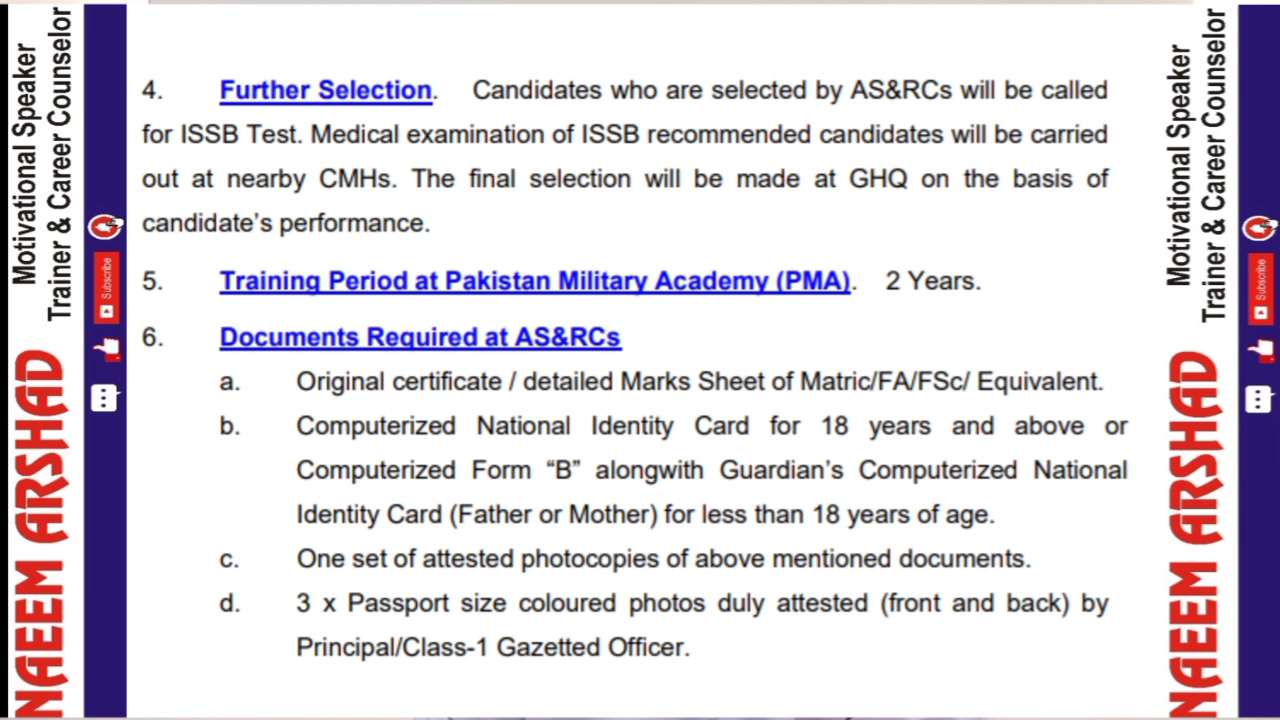 Motivational Speaker
Trainer & Career Counselor
NAEEM ARSHAD
Subscribe
4. Further Selection. Candidates who are selected by AS&RCs will be called
for ISSB Test. Medical examination of ISSB recommended candidates will be carried
out at nearby CMHs. The final selection will be made at GHQ on the basis of
candidate's performance.
5. Training Period at Pakistan Military Academy (PMA). 2 Years.
6. Documents Required at AS&RCs
a. Original certificate / detailed Marks Sheet of Matric/FA/FSc/ Equivalent.
b. Computerized National Identity Card for 18 years and above or
Computerized Form “B” alongwith Guardian's Computerized National
Identity Card (Father or Mother) for less than 18 years of age.
c. One set of attested photocopies of above mentioned documents.
d. 3 x Passport size coloured photos duly attested (front and back) by
Principal/Class-1 Gazetted Officer.
Motivational Speaker
Trainer & Career Counselor
NAEEM ARSHAD
Subscribe